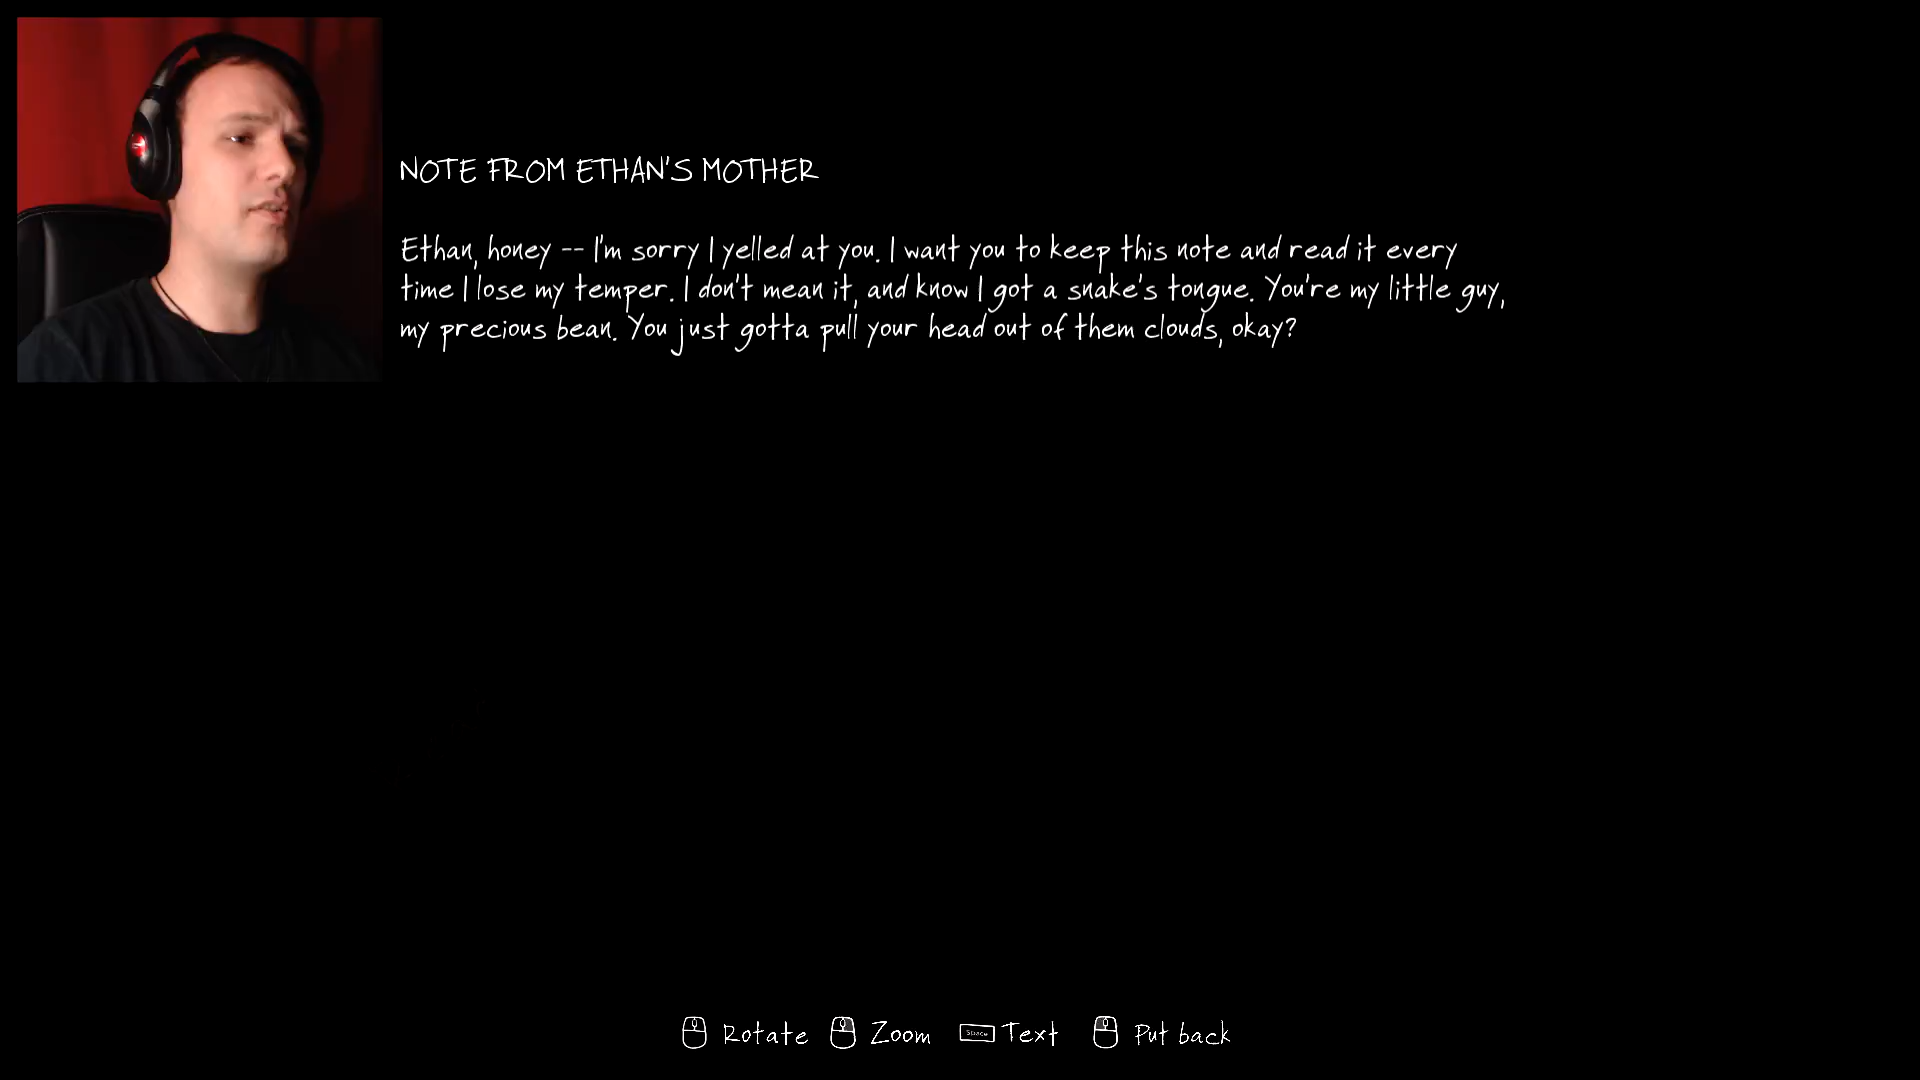 NOTE FROM ETHAN'S MOTHER
Ethan, honey -- I'm sorry I yelled at you. I want you to keep this note and read it every
time I lose my temper. I don't mean it, and know I got a snake's tongue. You're my little guy,
my precious bean. You just gotta pull your head out of them clouds, okay?
Rotate Zoom Space Text Put back